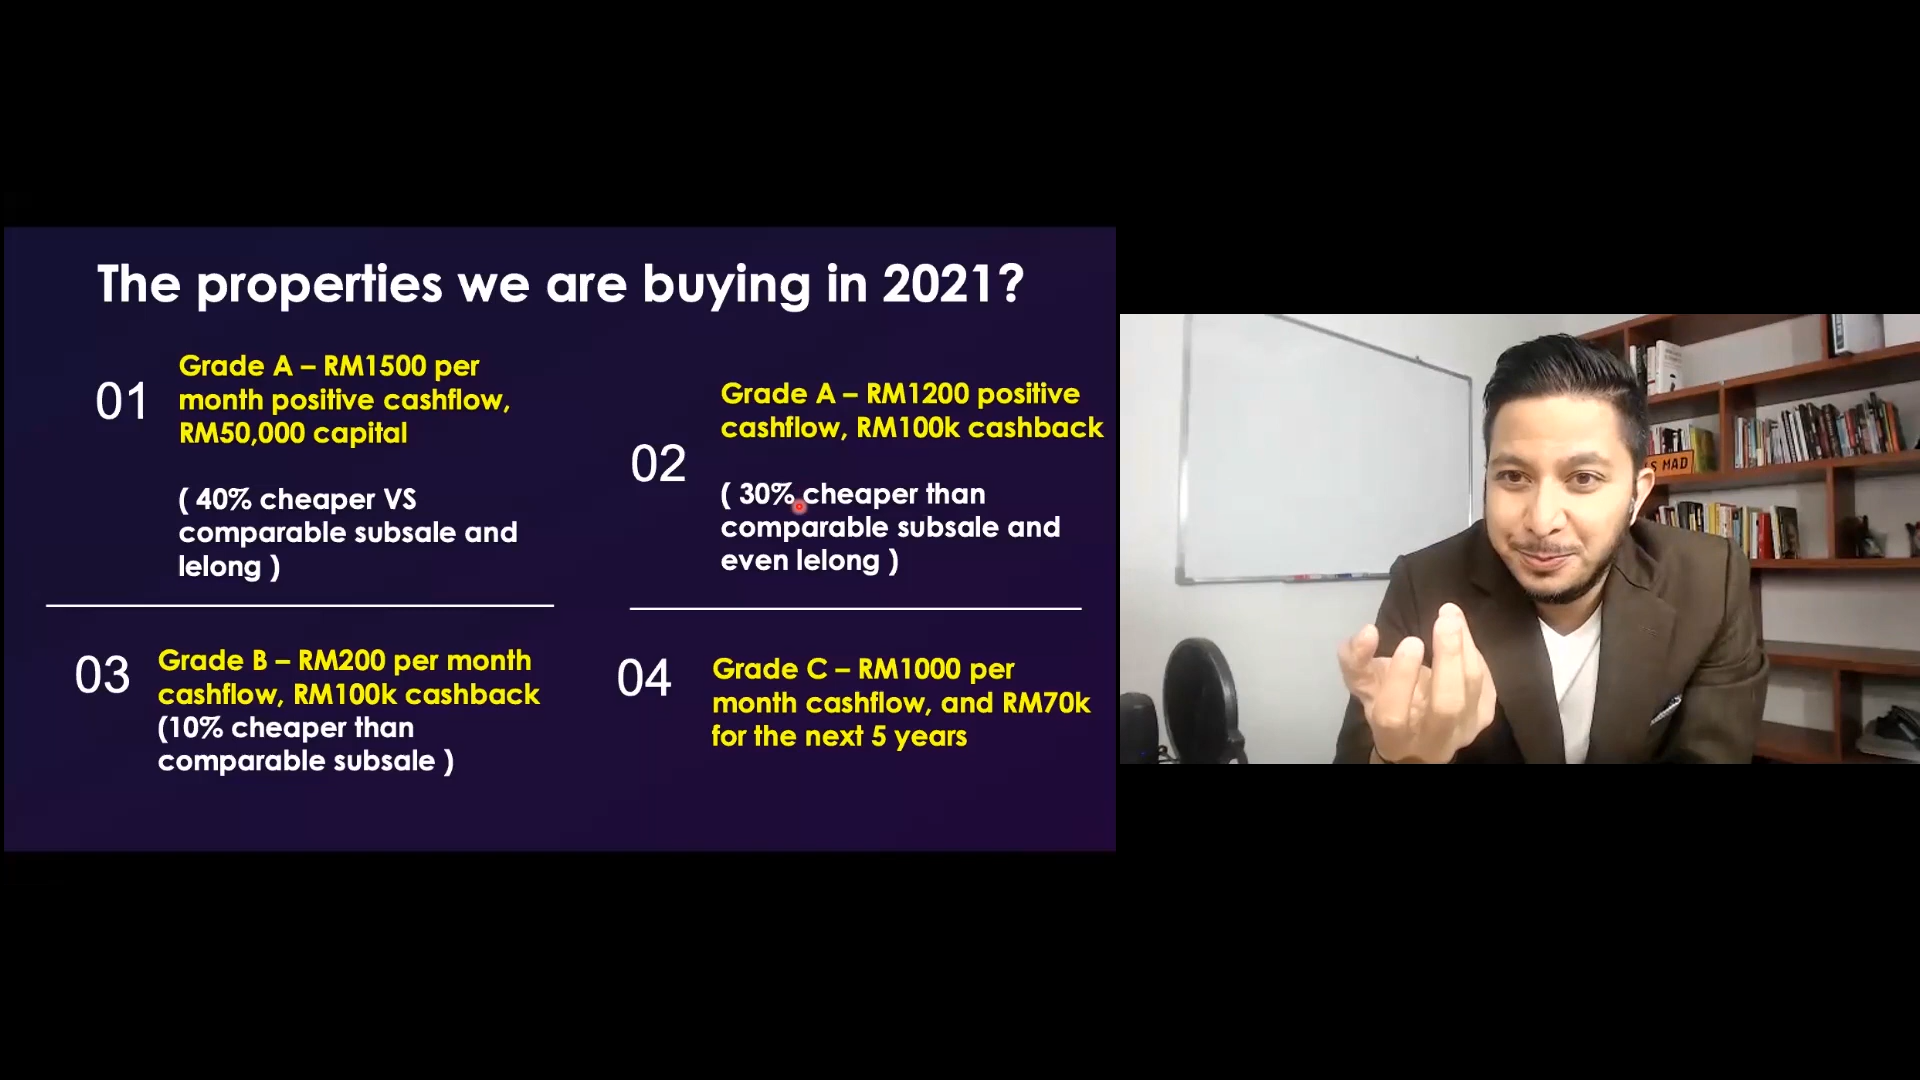 The properties we are buying in 2021?
01
Grade A – RM1500 per
month positive cashflow,
RM50,000 capital
( 40% cheaper VS
comparable subsale and
lelong )
02
Grade A – RM1200 positive
cashflow, RM100k cashback
( 30% cheaper than
comparable subsale and
even lelong )
03
Grade B – RM200 per month
cashflow, RM100k cashback
(10% cheaper than
comparable subsale )
04
Grade C – RM1000 per
month cashflow, and RM70k
for the next 5 years
MAD